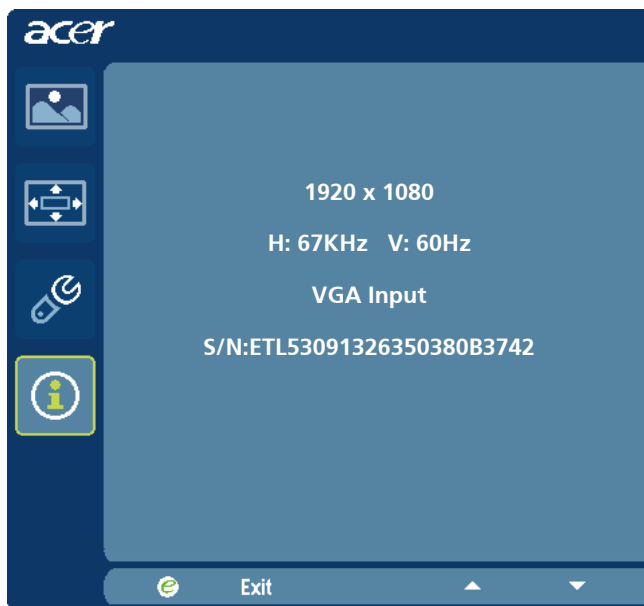 acer
1920 x 1080
H: 67KHz V: 60Hz
VGA Input
S/N:ETL53091326350380B3742
e Exit